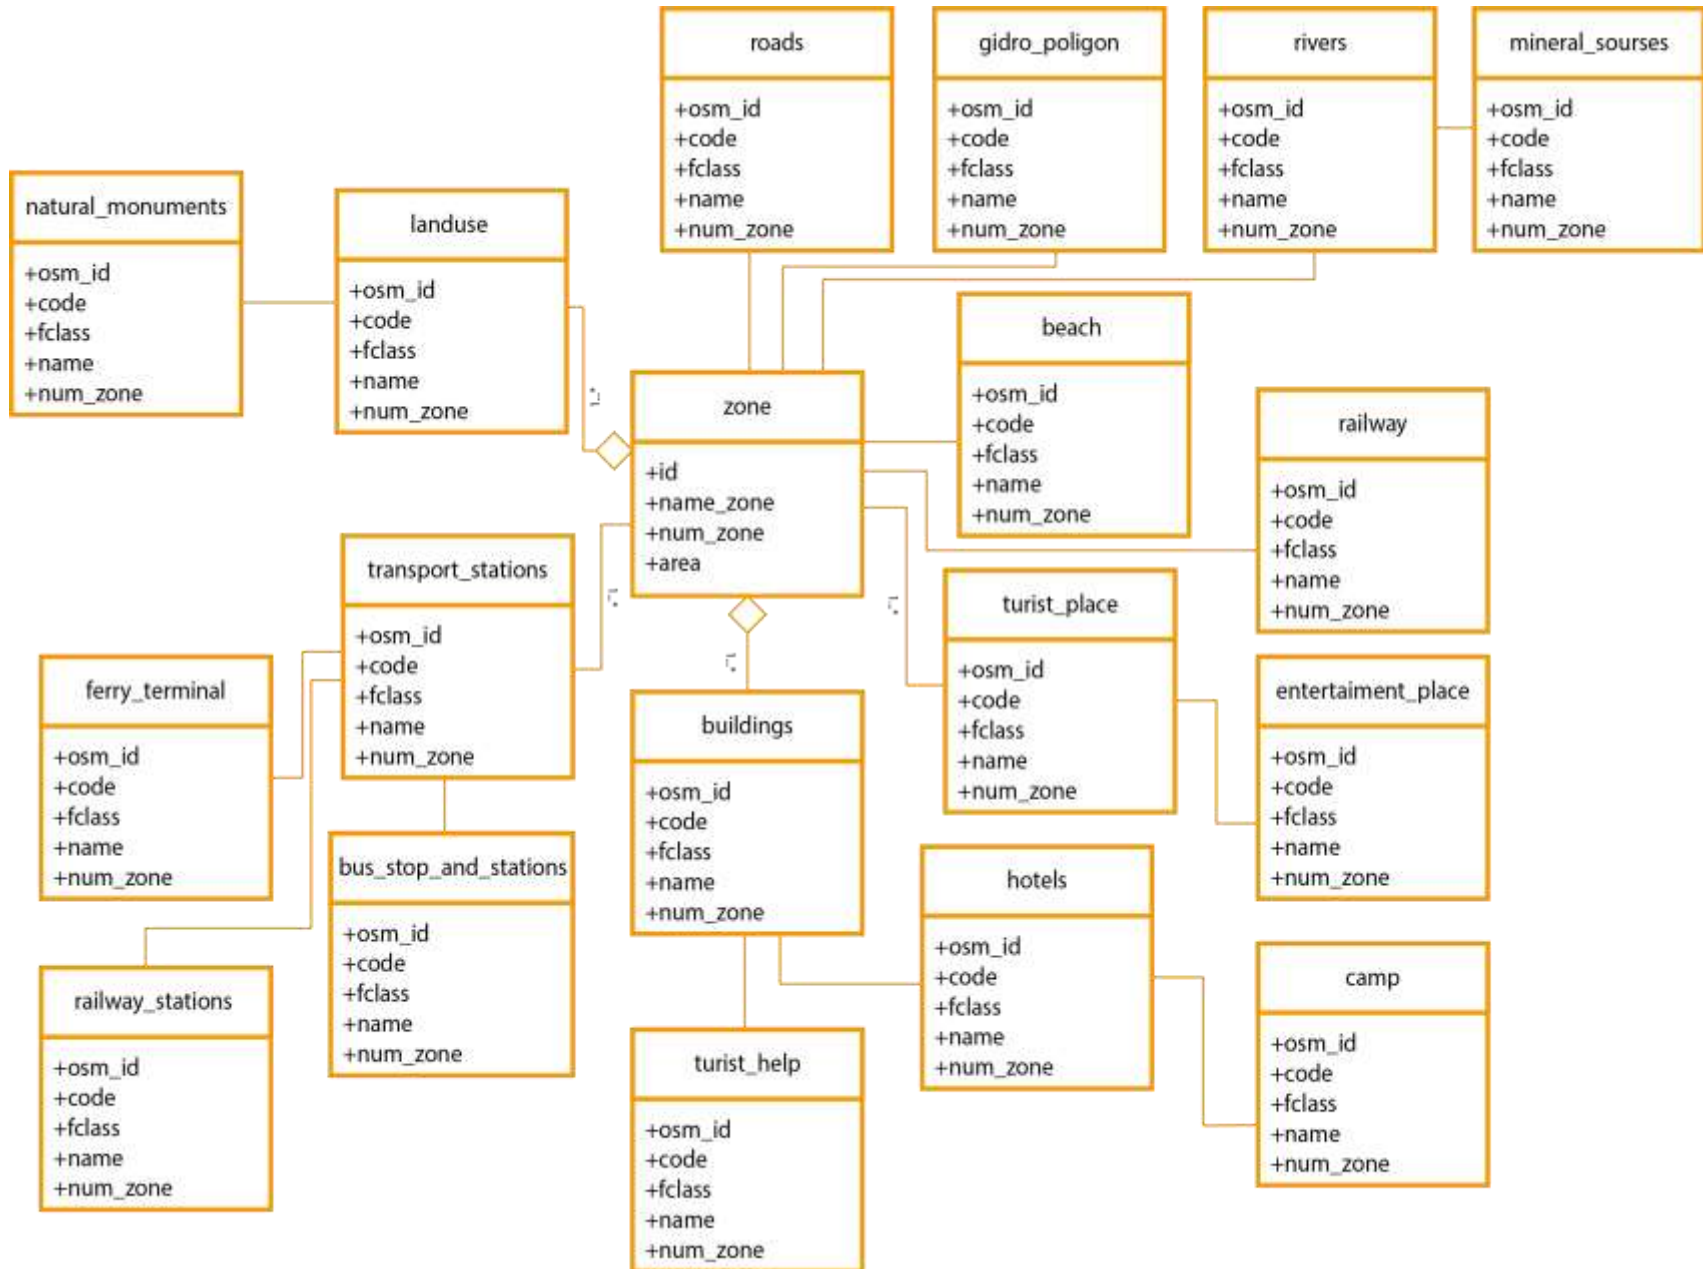 roads
+osm_id
+code
+fclass
+name
+num_zone
gidro_poligon
+osm_id
+code
+fclass
+name
+num_zone
rivers
+osm_id
+code
+fclass
+name
+num_zone
mineral_sourses
+osm_id
+code
+fclass
+name
+num_zone
natural_monuments
+osm_id
+code
+fclass
+name
+num_zone
landuse
+osm_id
+code
+fclass
+name
+num_zone
1..*
zone
+id
+name_zone
+num_zone
+area
beach
+osm_id
+code
+fclass
+name
+num_zone
railway
+osm_id
+code
+fclass
+name
+num_zone
transport_stations
+osm_id
+code
+fclass
+name
+num_zone
1..*
1..*
1..*
turist_place
+osm_id
+code
+fclass
+name
+num_zone
ferry_terminal
+osm_id
+code
+fclass
+name
+num_zone
buildings
+osm_id
+code
+fclass
+name
+num_zone
entertaiment_place
+osm_id
+code
+fclass
+name
+num_zone
bus_stop_and_stations
+osm_id
+code
+fclass
+name
+num_zone
hotels
+osm_id
+code
+fclass
+name
+num_zone
railway_stations
+osm_id
+code
+fclass
+name
+num_zone
turist_help
+osm_id
+code
+fclass
+name
+num_zone
camp
+osm_id
+code
+fclass
+name
+num_zone